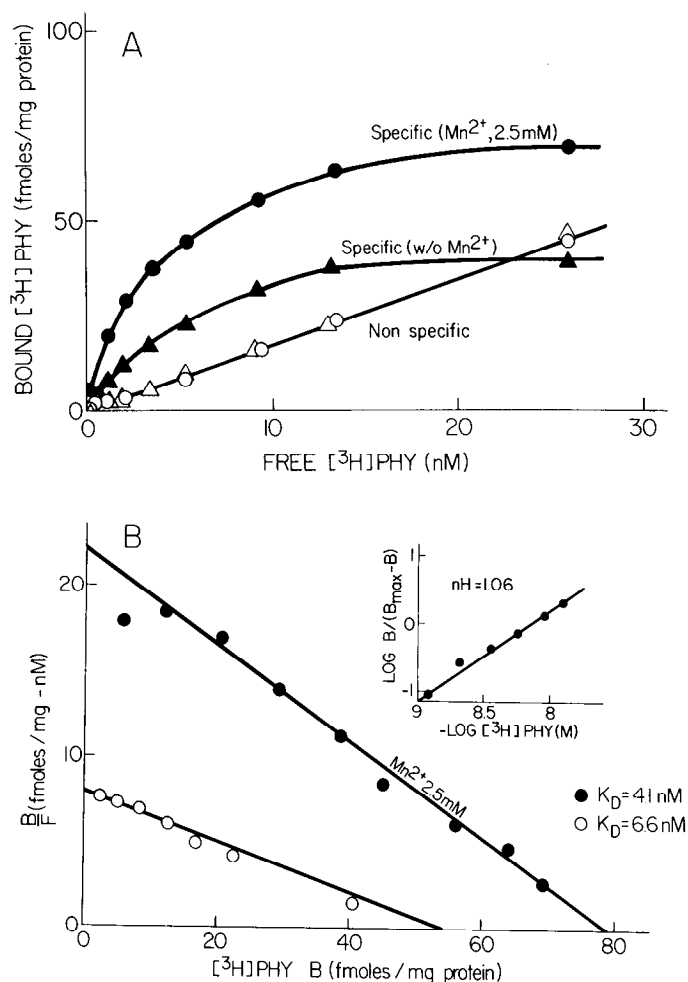 A
100
50
0
BOUND [³H] PHY (fmoles/mg protein)
Specific (Mn²⁺, 2.5mM)
Specific (w/o Mn²⁺)
Non specific
0 10 20 30
FREE [³H] PHY (nM)
B
20
10
0
B/F (fmoles / mg - nM)
Mn²⁺ 2.5mM
1
0
-1
LOG B/(Bmax-B)
nH=1.06
9 8.5 8
-LOG [³H] PHY (M)
● KD=4.1 nM
○ KD=6.6 nM
0 20 40 60 80
[³H] PHY B (fmoles / mg protein)